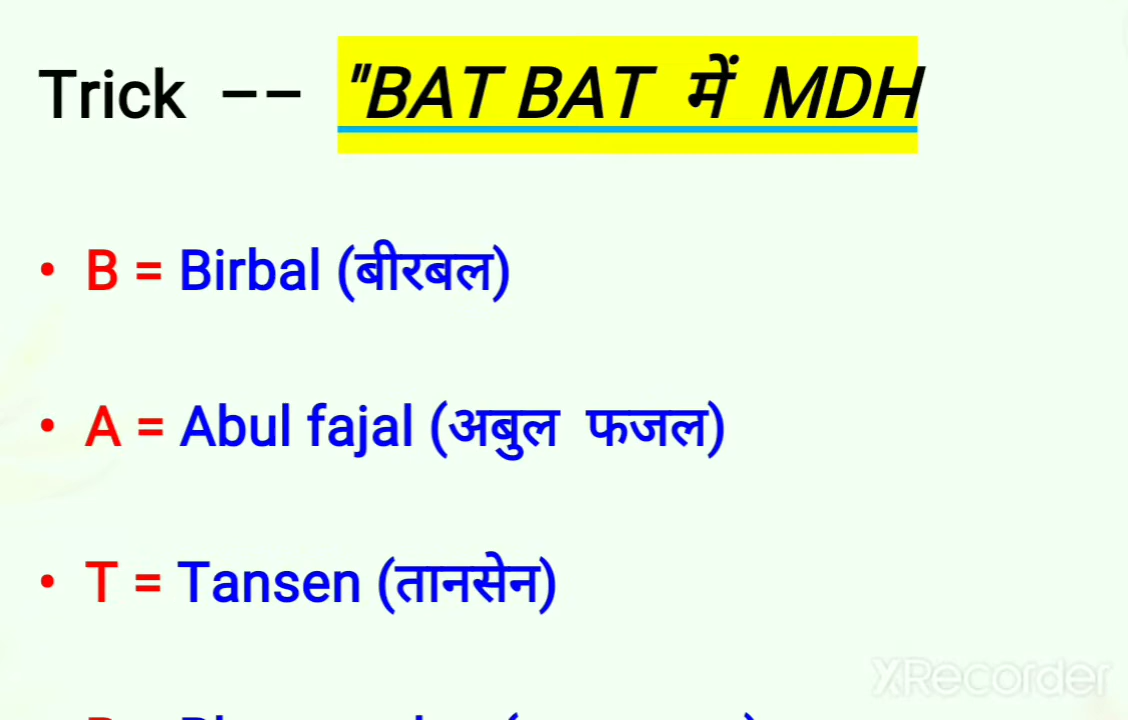 Trick -- "BAT BAT में MDH
• B = Birbal (बीरबल)
• A = Abul fajal (अबुल फजल)
• T = Tansen (तानसेन)
XRecorder